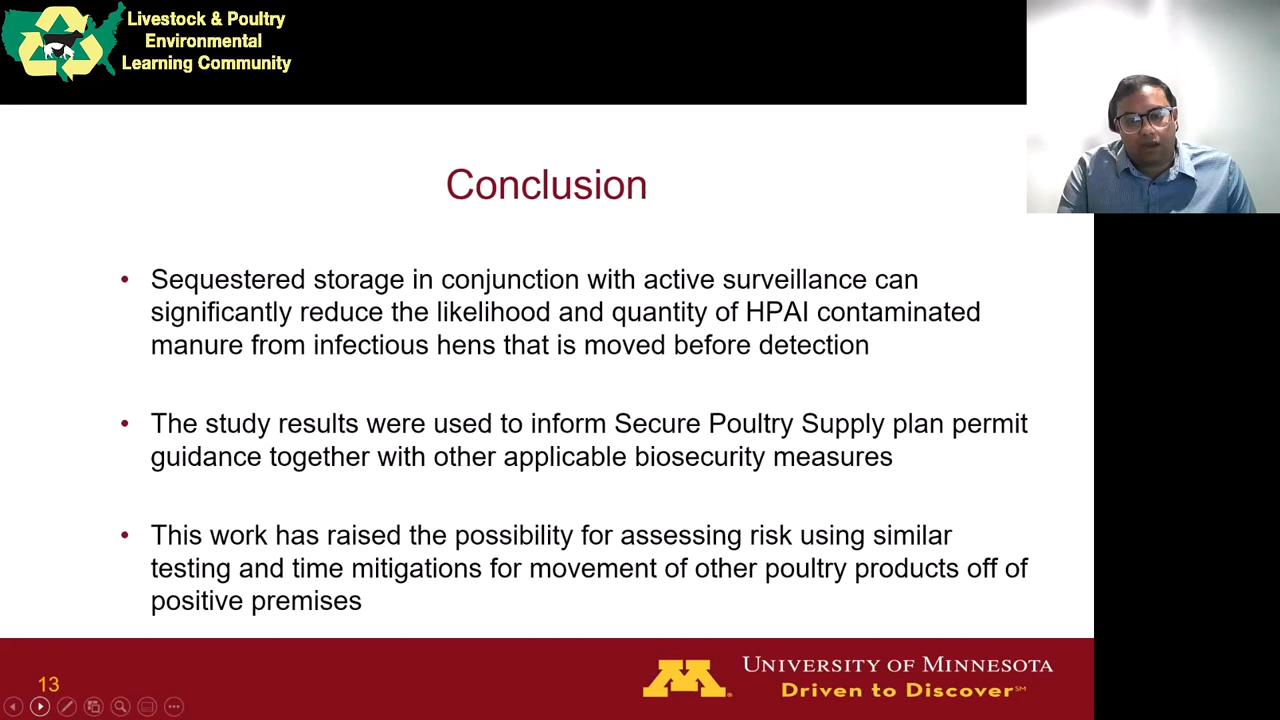 Livestock & Poultry
Environmental
Learning Community
Conclusion
• Sequestered storage in conjunction with active surveillance can
significantly reduce the likelihood and quantity of HPAI contaminated
manure from infectious hens that is moved before detection
• The study results were used to inform Secure Poultry Supply plan permit
guidance together with other applicable biosecurity measures
• This work has raised the possibility for assessing risk using similar
testing and time mitigations for movement of other poultry products off of
positive premises
13
M
UNIVERSITY OF MINNESOTA
Driven to Discover℠